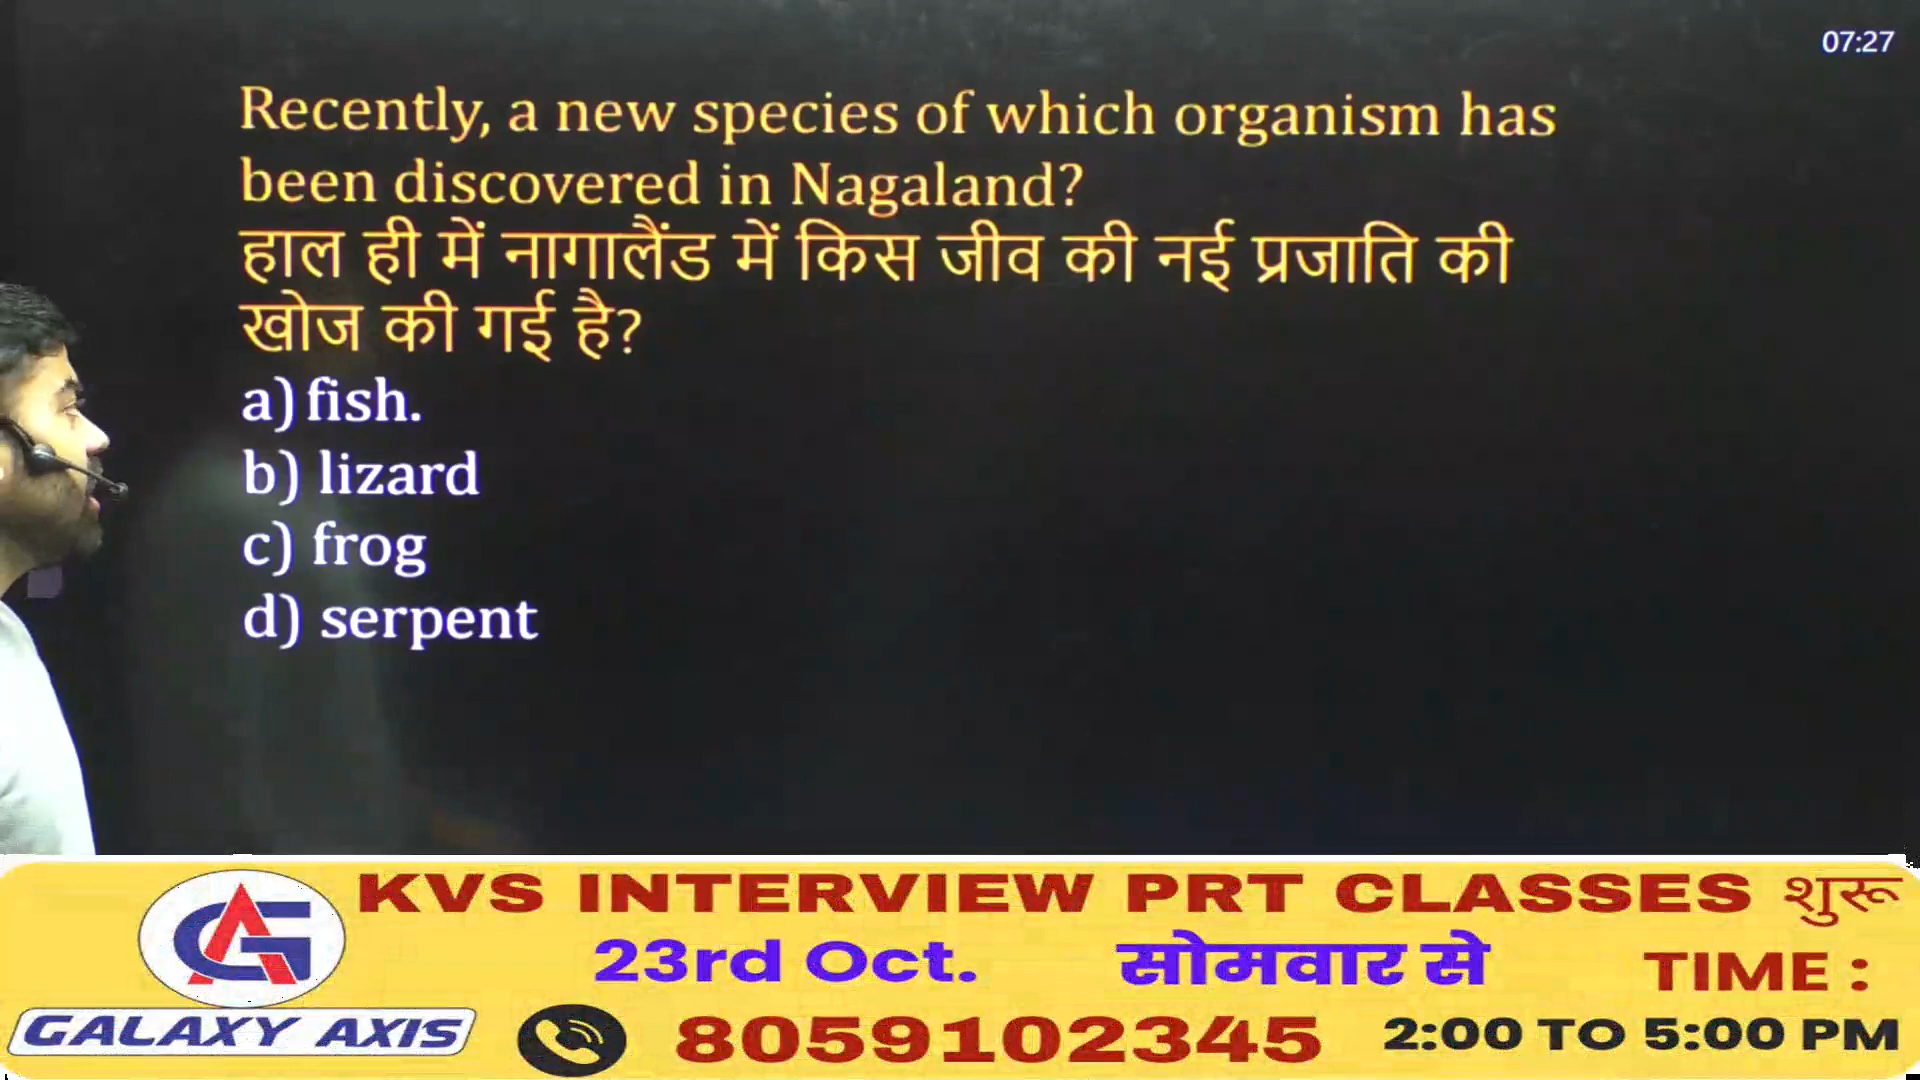 07:27
Recently, a new species of which organism has
been discovered in Nagaland?
हाल ही में नागालैंड में किस जीव की नई प्रजाति की
खोज की गई है?
a) fish.
b) lizard
c) frog
d) serpent
KVS INTERVIEW PRT CLASSES शुरू
23rd Oct. सोमवार से TIME :
GALAXY AXIS 8059102345 2:00 TO 5:00 PM